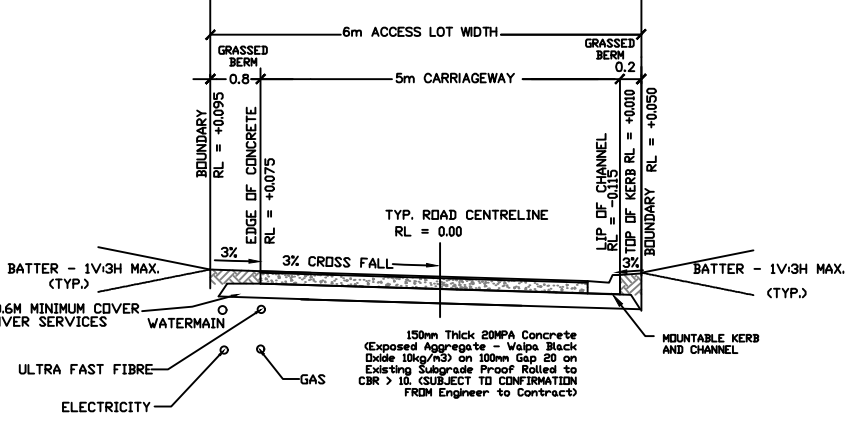 6m ACCESS LOT WIDTH
GRASSED
BERM
0.8
5m CARRIAGEWAY
GRASSED
BERM
0.2
BOUNDARY
RL = +0.095
EDGE OF CONCRETE
RL = +0.075
LIP OF CHANNEL
RL = -0.115
TOP OF KERB RL = +0.010
BOUNDARY RL = +0.050
TYP. ROAD CENTRELINE
RL = 0.00
3%
3% CROSS FALL
3%
BATTER - 1V:3H MAX.
(TYP.)
BATTER - 1V:3H MAX.
(TYP.)
0.6M MINIMUM COVER
VER SERVICES
WATERMAIN
ULTRA FAST FIBRE
GAS
ELECTRICITY
150mm Thick 20MPA Concrete
(Exposed Aggregate - Waipa Black
Oxide 10kg/m3) on 100mm Gap 20 on
Existing Subgrade Proof Rolled to
CBR > 10. (SUBJECT TO CONFIRMATION
FROM Engineer to Contract)
MOUNTABLE KERB
AND CHANNEL